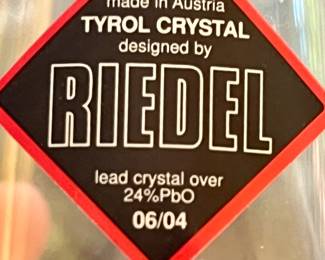 made in Austria
TYROL CRYSTAL
designed by
RIEDEL
lead crystal over
24%PbO
06/04